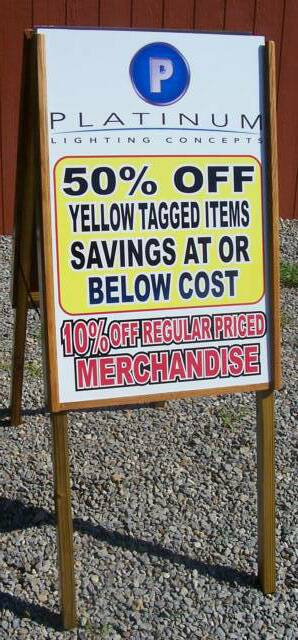 P
PLATINUM
LIGHTING CONCEPTS
50% OFF
YELLOW TAGGED ITEMS
SAVINGS AT OR
BELOW COST
10% OFF REGULAR PRICED
MERCHANDISE